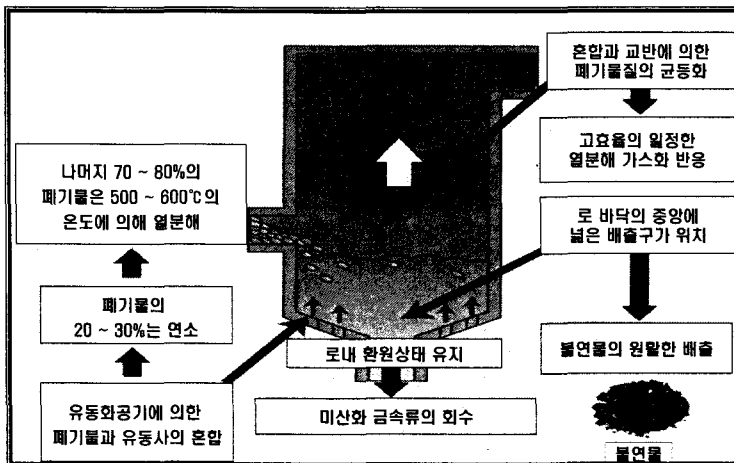 혼합과 교반에 의한
폐기물질의 균등화
고효율의 일정한
열분해 가스화 반응
나머지 70 ~ 80%의
폐기물은 500 ~ 600℃의
온도에 의해 열분해
로 바닥의 중앙에
넓은 배출구가 위치
폐기물의
20 ~ 30%는 연소
로내 환원상태 유지
불연물의 원활한 배출
유동화공기에 의한
폐기물과 유동사의 혼합
미산화 금속류의 회수
불연물